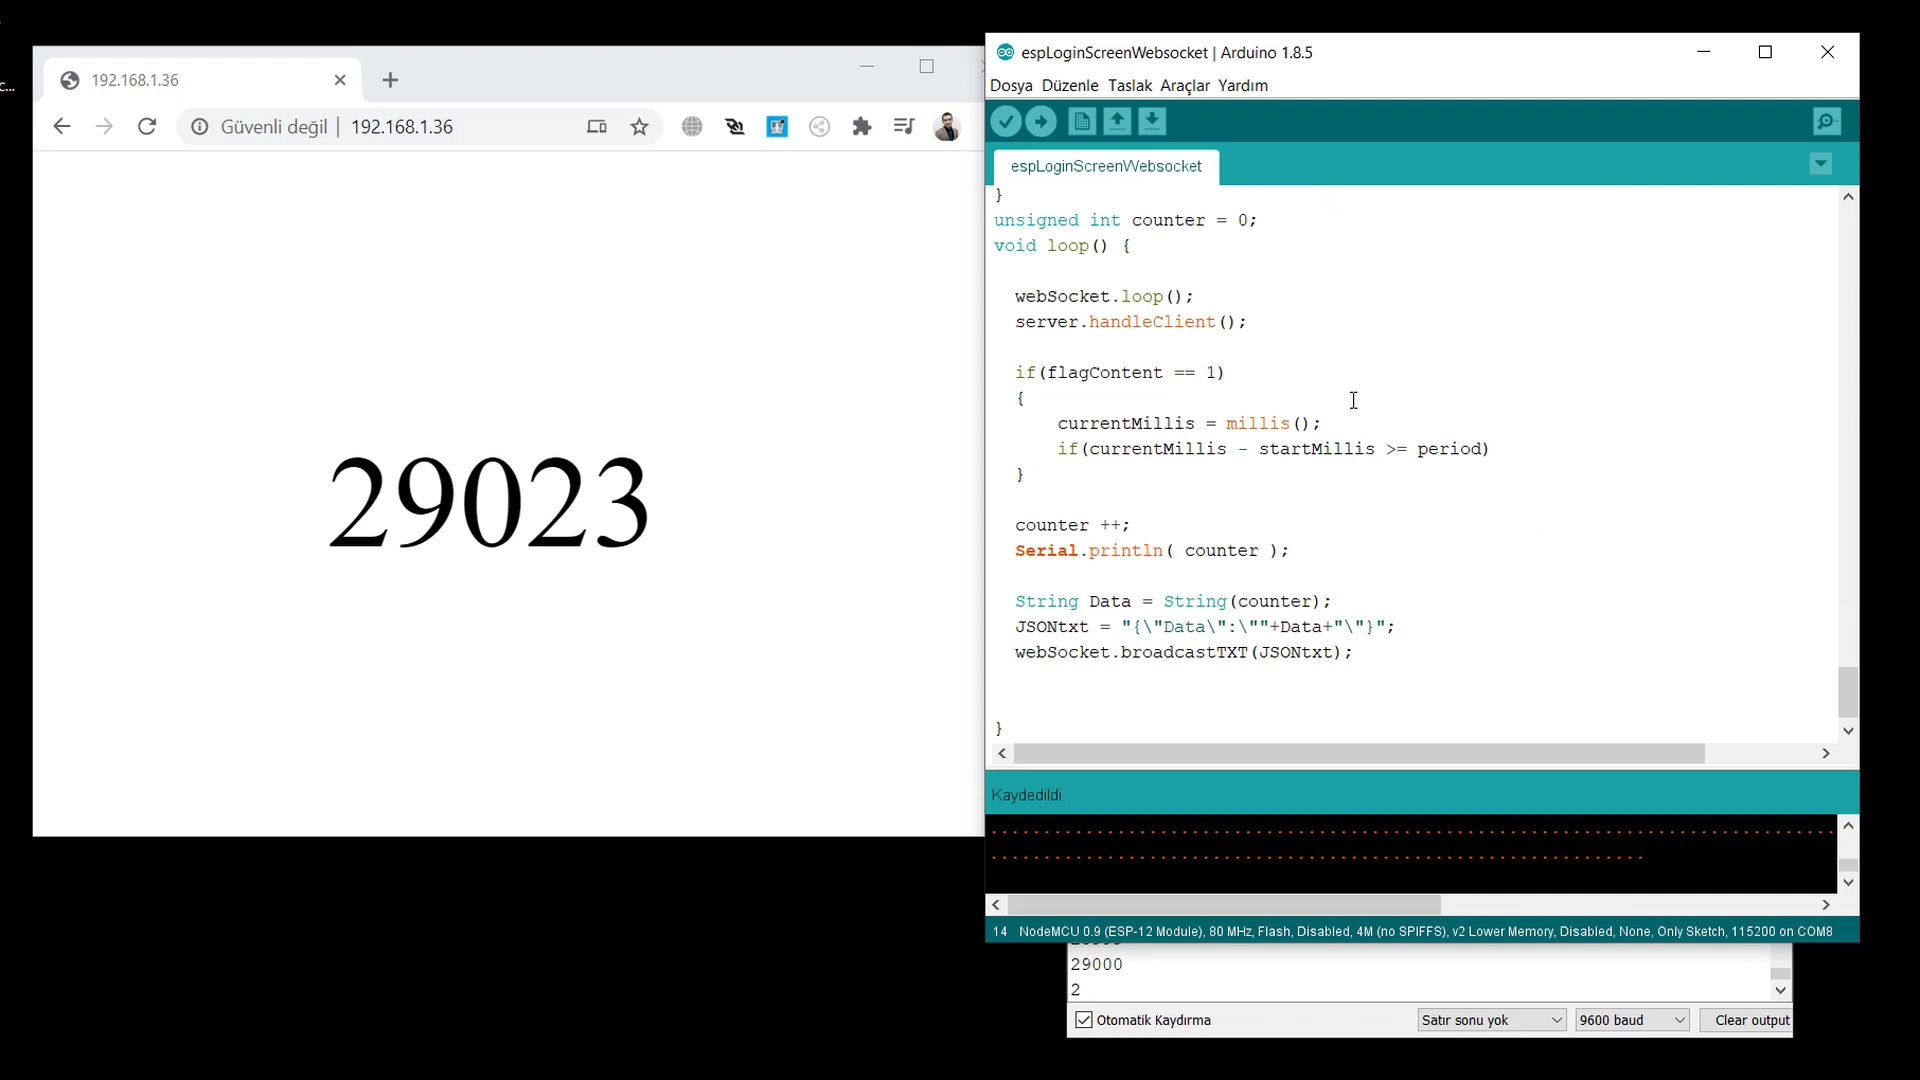 c...
192.168.1.36
Güvenli değil | 192.168.1.36
29023
espLoginScreenWebsocket | Arduino 1.8.5
Dosya Düzenle Taslak Araçlar Yardım
espLoginScreenWebsocket
}
unsigned int counter = 0;
void loop() {
webSocket.loop();
server.handleClient();
if(flagContent == 1)
{
currentMillis = millis();
if(currentMillis - startMillis >= period)
}
counter ++;
Serial.println( counter );
String Data = String(counter);
JSONtxt = "{\"Data\":\""+Data+"\"}";
webSocket.broadcastTXT(JSONtxt);
}
Kaydedildi.
14 NodeMCU 0.9 (ESP-12 Module), 80 MHz, Flash, Disabled, 4M (no SPIFFS), v2 Lower Memory, Disabled, None, Only Sketch, 115200 on COM8
29000
2
Otomatik Kaydırma
Satır sonu yok
9600 baud
Clear output